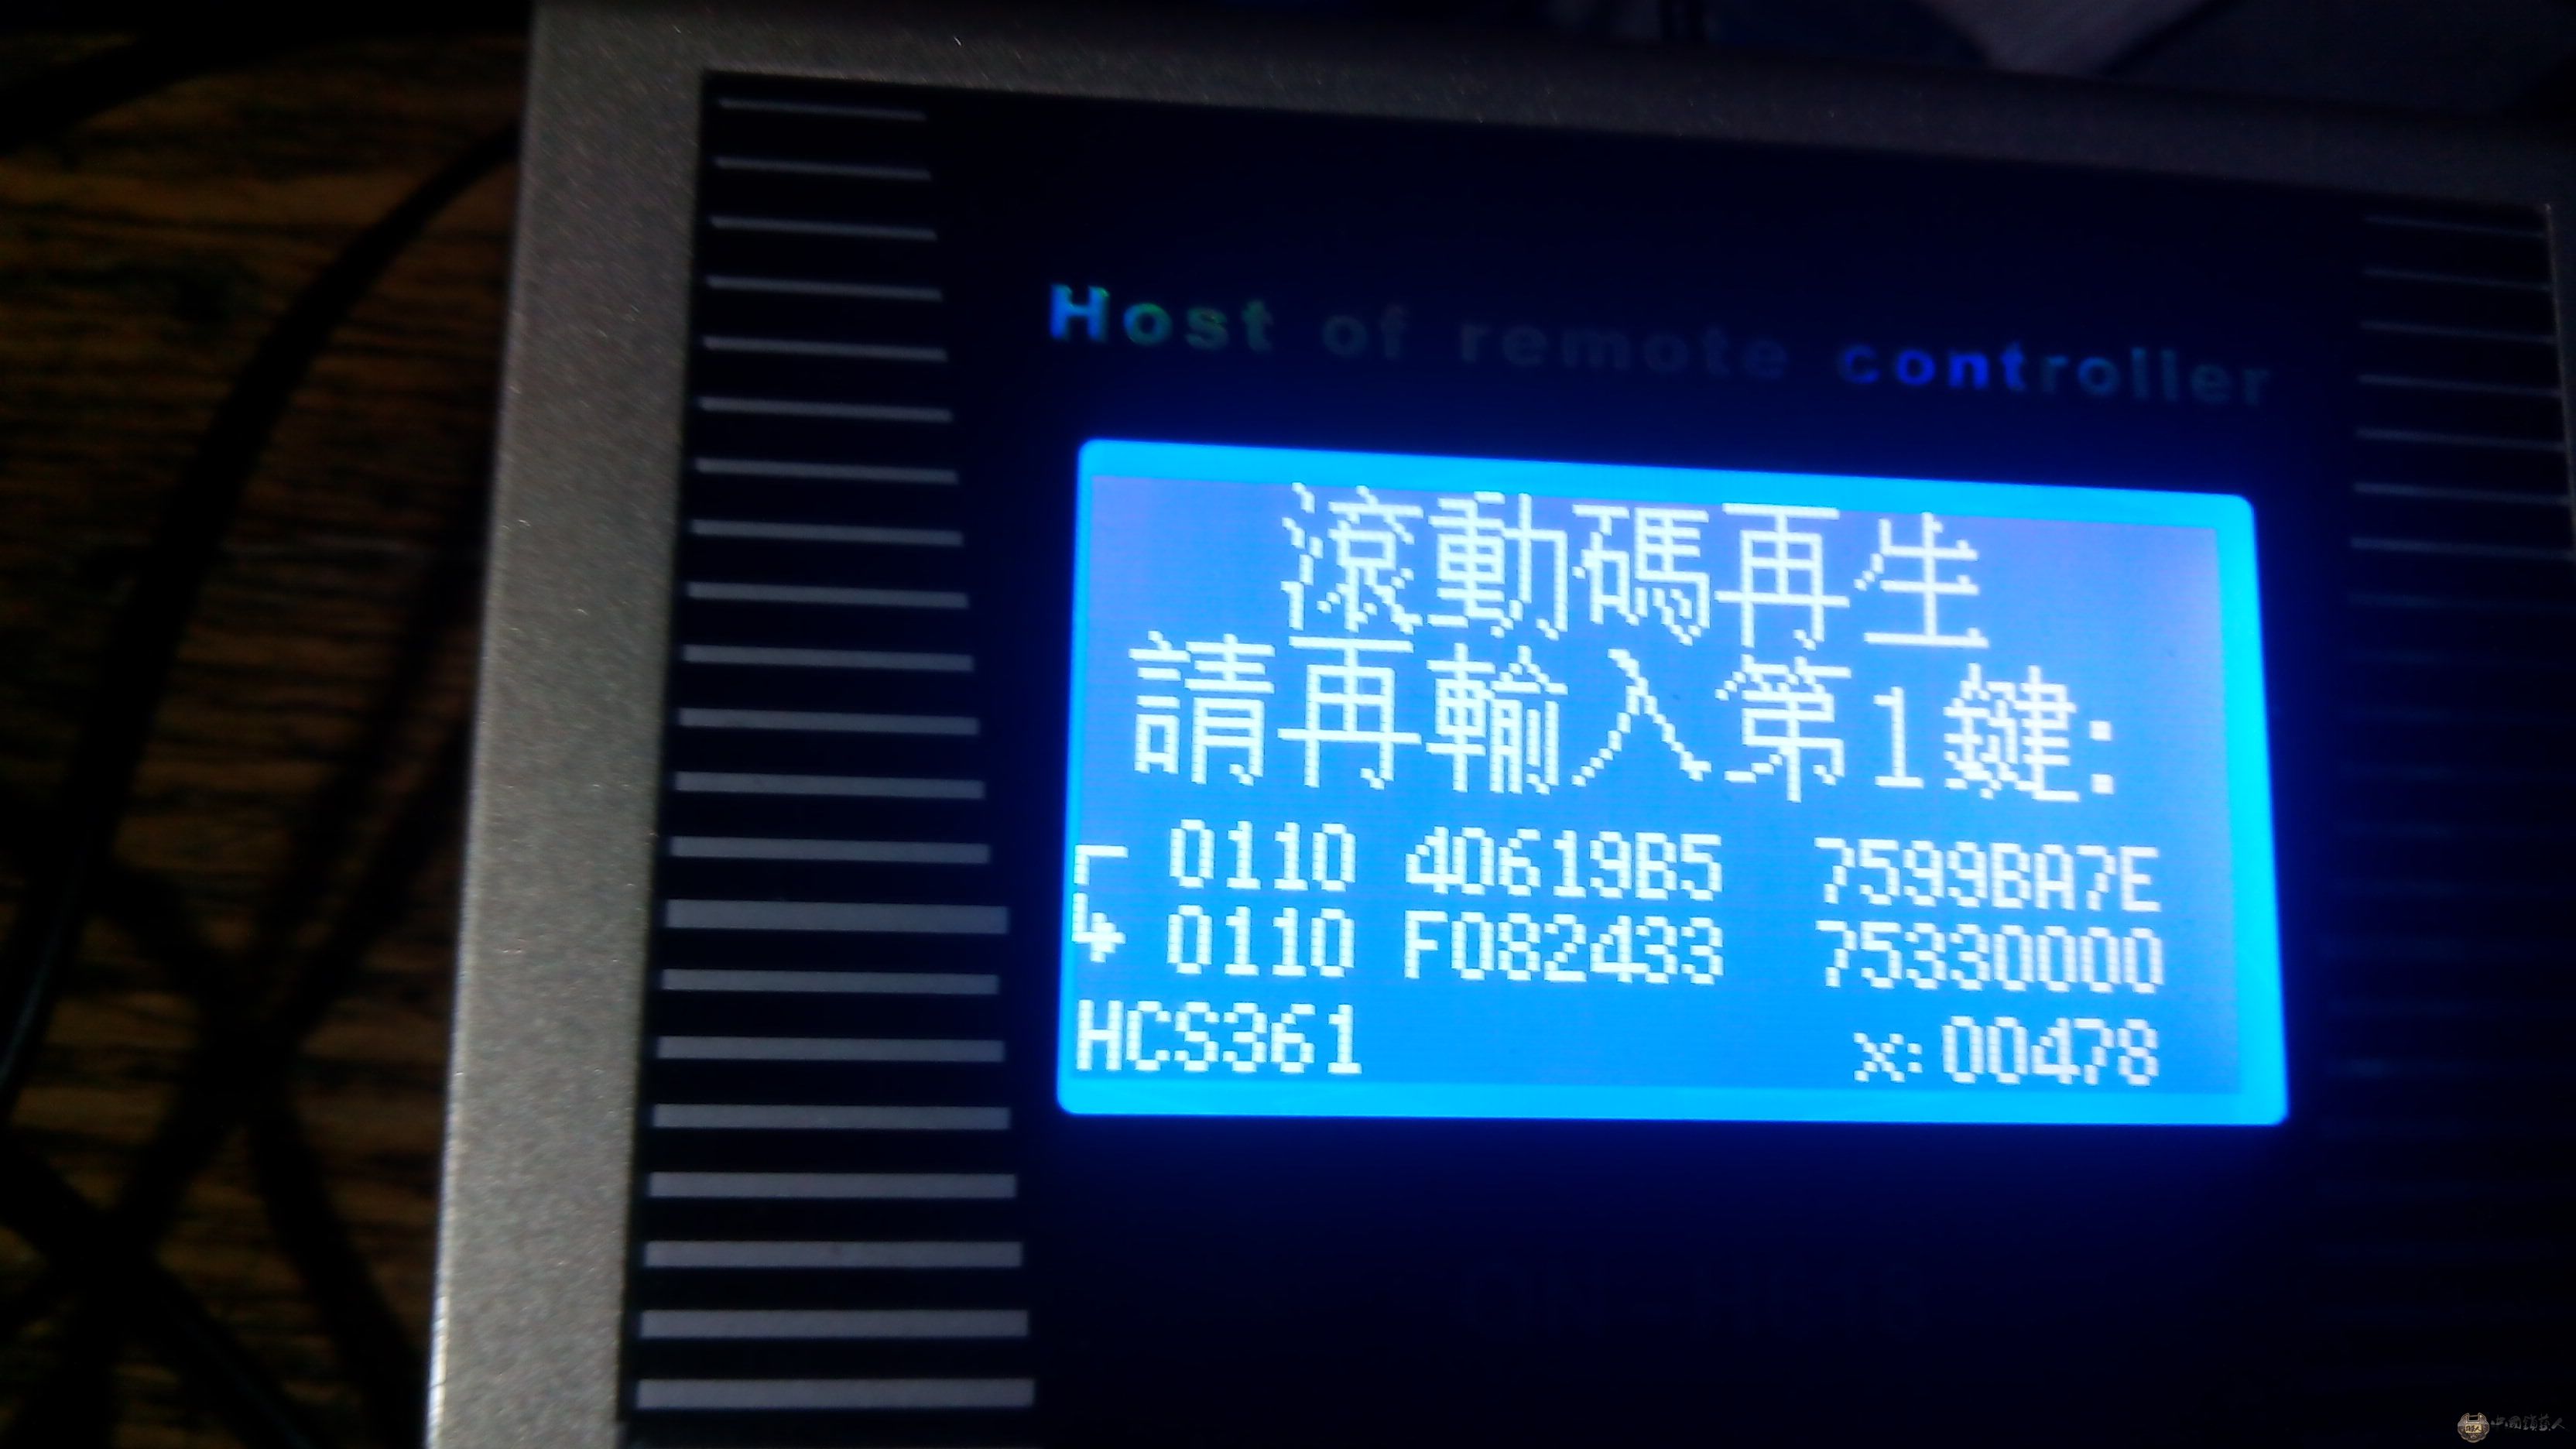 Host of remote controller
滾動碼再生
請再輸入第1鍵:
0110 40619B5 7599BA7E
0110 F082433 75330000
HCS361 x:00478